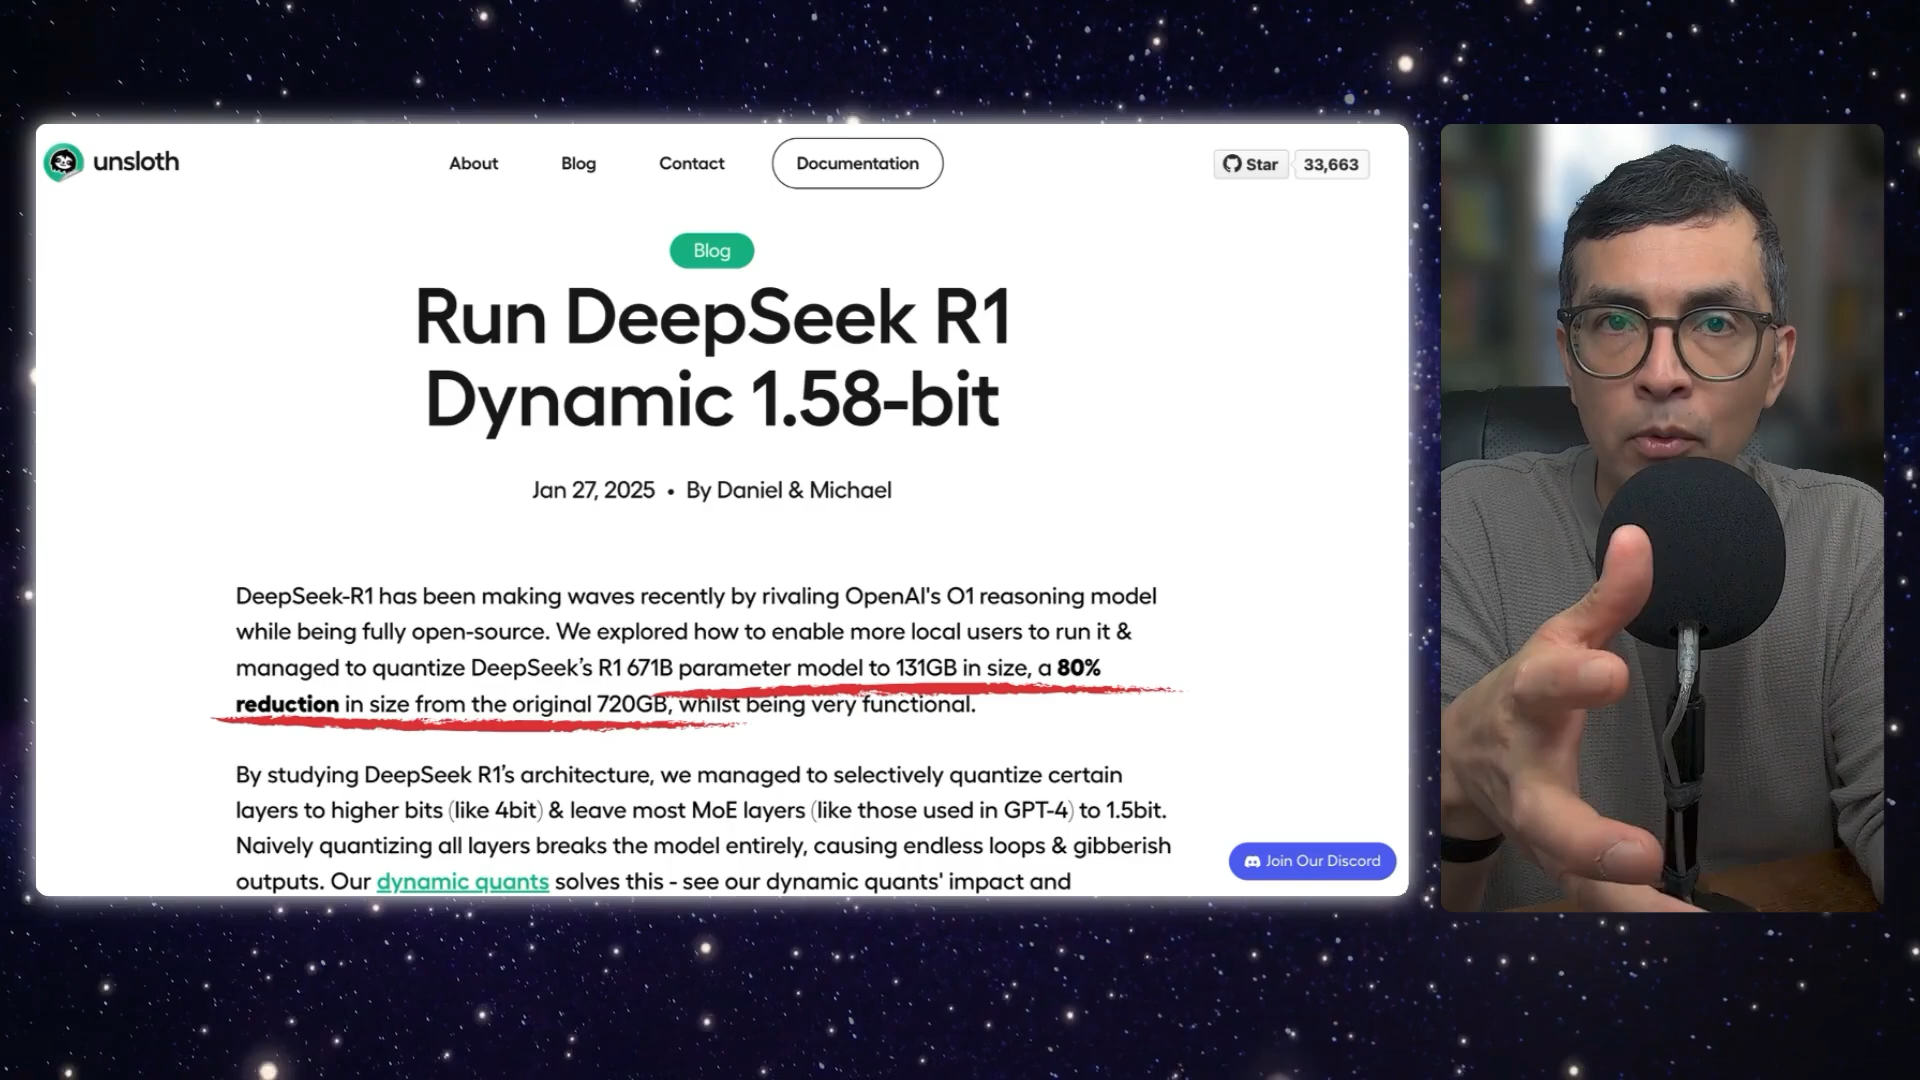 unsloth
About
Blog
Contact
Documentation
Star
33,663
Blog
Run DeepSeek R1
Dynamic 1.58-bit
Jan 27, 2025 • By Daniel & Michael
DeepSeek-R1 has been making waves recently by rivaling OpenAI's O1 reasoning model
while being fully open-source. We explored how to enable more local users to run it &
managed to quantize DeepSeek’s R1 671B parameter model to 131GB in size, a 80%
reduction in size from the original 720GB, whilst being very functional.
By studying DeepSeek R1’s architecture, we managed to selectively quantize certain
layers to higher bits (like 4bit) & leave most MoE layers (like those used in GPT-4) to 1.5bit.
Naively quantizing all layers breaks the model entirely, causing endless loops & gibberish
outputs. Our dynamic quants solves this - see our dynamic quants' impact and
Join Our Discord